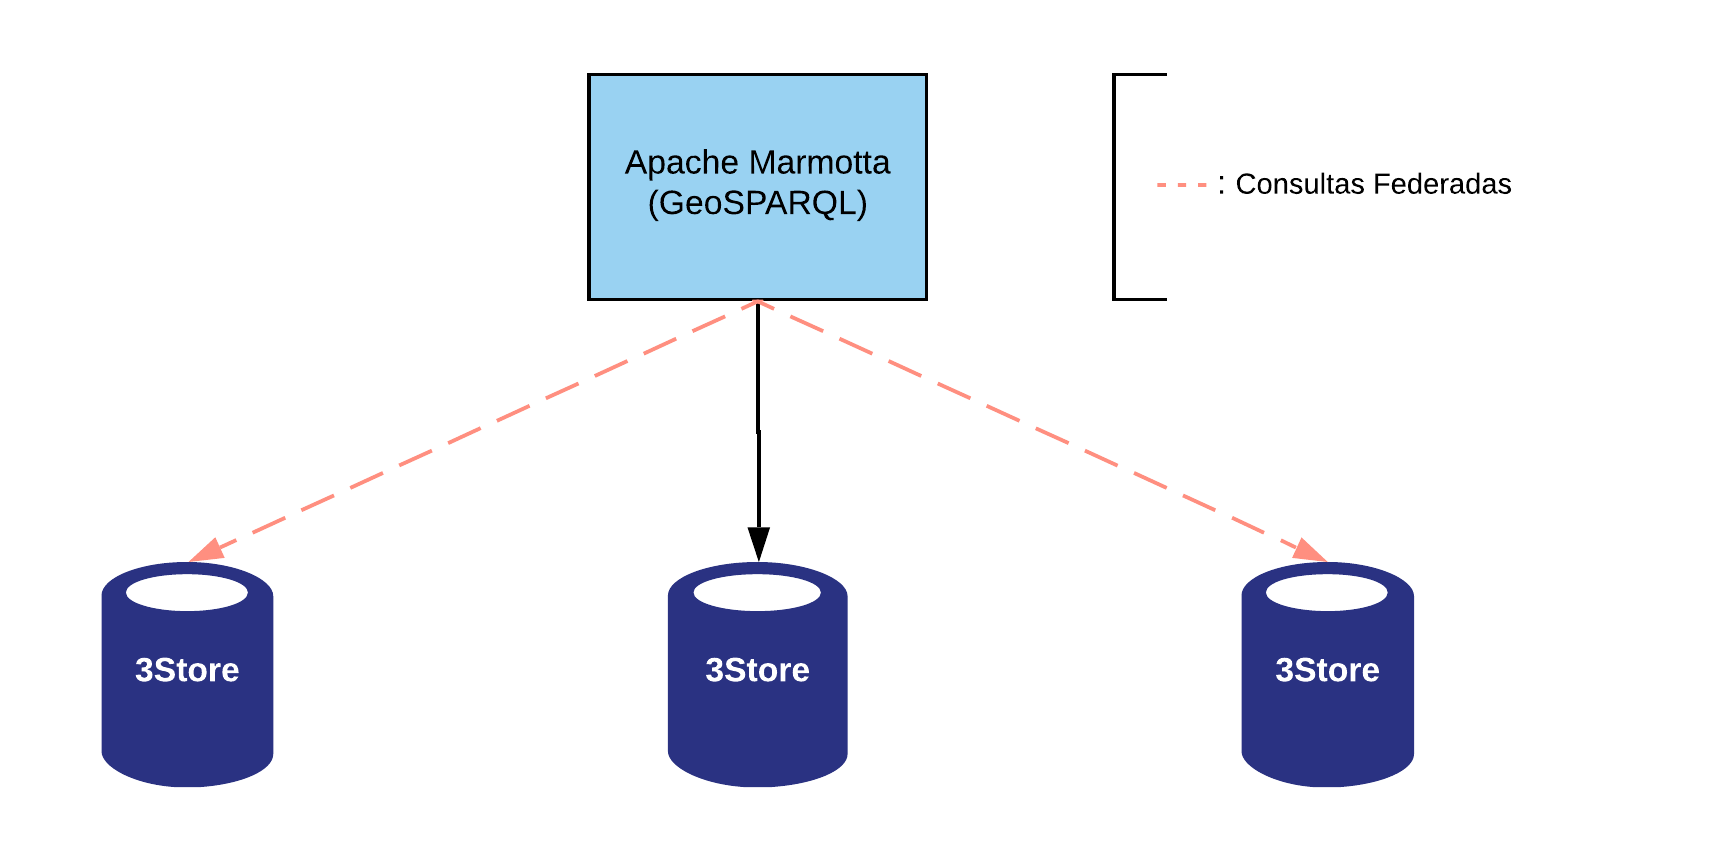 Apache Marmotta
(GeoSPARQL)
: Consultas Federadas
3Store
3Store
3Store